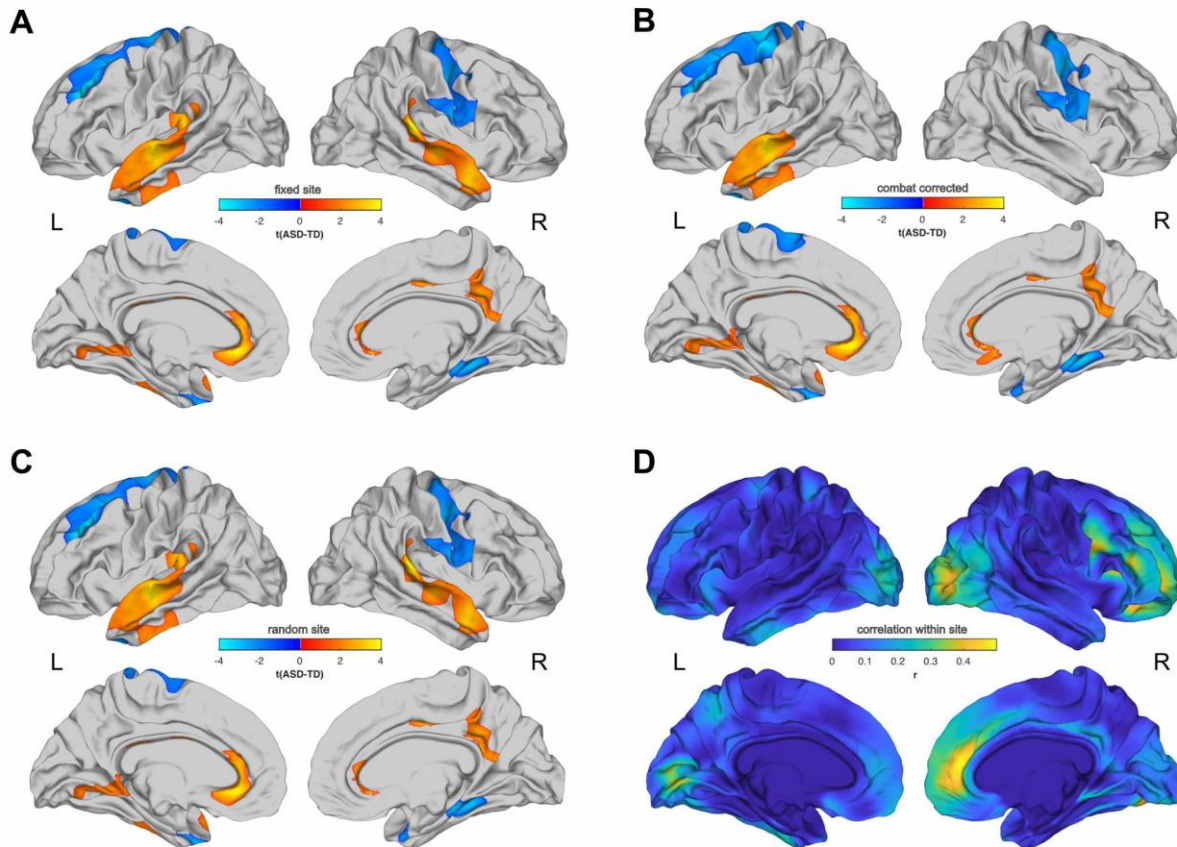 A
fixed site
-4 -2 0 2 4
t(ASD-TD)
L R
B
combat corrected
-4 -2 0 2 4
t(ASD-TD)
L R
C
random site
-4 -2 0 2 4
t(ASD-TD)
L R
D
correlation within site
0 0.1 0.2 0.3 0.4
r
L R